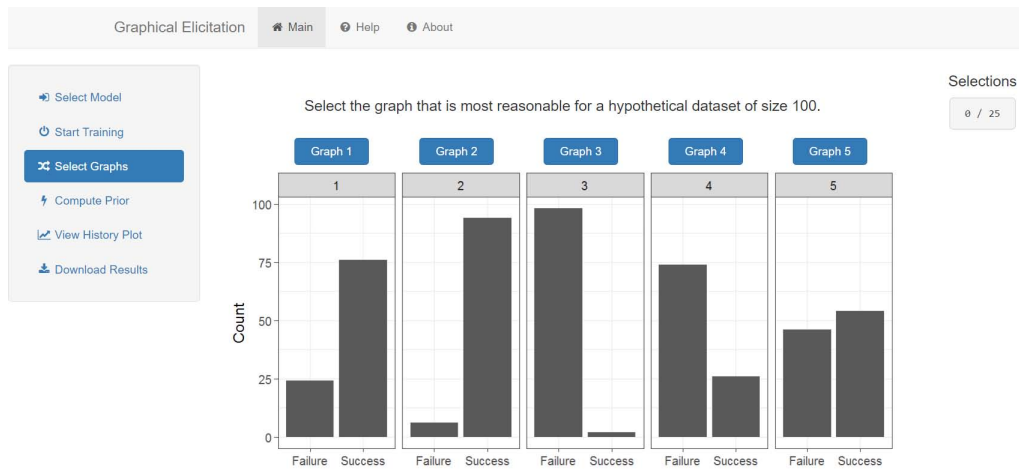 Graphical Elicitation Main Help About
Select Model
Start Training
Select Graphs
Compute Prior
View History Plot
Download Results
Selections
0 / 25
Select the graph that is most reasonable for a hypothetical dataset of size 100.
Graph 1 Graph 2 Graph 3 Graph 4 Graph 5
1 2 3 4 5
100
75
50
25
0
Count
Failure Success Failure Success Failure Success Failure Success Failure Success